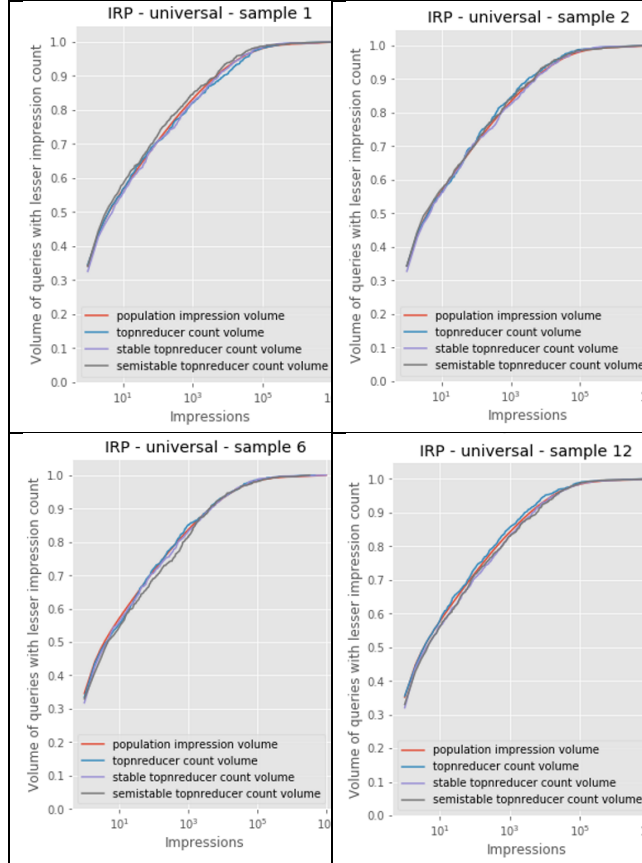 IRP - universal - sample 1
Volume of queries with lesser impression count
1.0
0.9
0.8
0.7
0.6
0.5
0.4
0.3
0.2
0.1
0.0
population impression volume
topnreducer count volume
stable topnreducer count volume
semistable topnreducer count volume
10¹ 10³ 10⁵
Impressions
IRP - universal - sample 2
Volume of queries with lesser impression count
1.0
0.9
0.8
0.7
0.6
0.5
0.4
0.3
0.2
0.1
0.0
population impression volume
topnreducer count volume
stable topnreducer count volume
semistable topnreducer count volume
10¹ 10³ 10⁵
Impressions
IRP - universal - sample 6
Volume of queries with lesser impression count
1.0
0.9
0.8
0.7
0.6
0.5
0.4
0.3
0.2
0.1
0.0
population impression volume
topnreducer count volume
stable topnreducer count volume
semistable topnreducer count volume
10¹ 10³ 10⁵
Impressions
IRP - universal - sample 12
Volume of queries with lesser impression count
1.0
0.9
0.8
0.7
0.6
0.5
0.4
0.3
0.2
0.1
0.0
population impression volume
topnreducer count volume
stable topnreducer count volume
semistable topnreducer count volume
10¹ 10³ 10⁵
Impressions